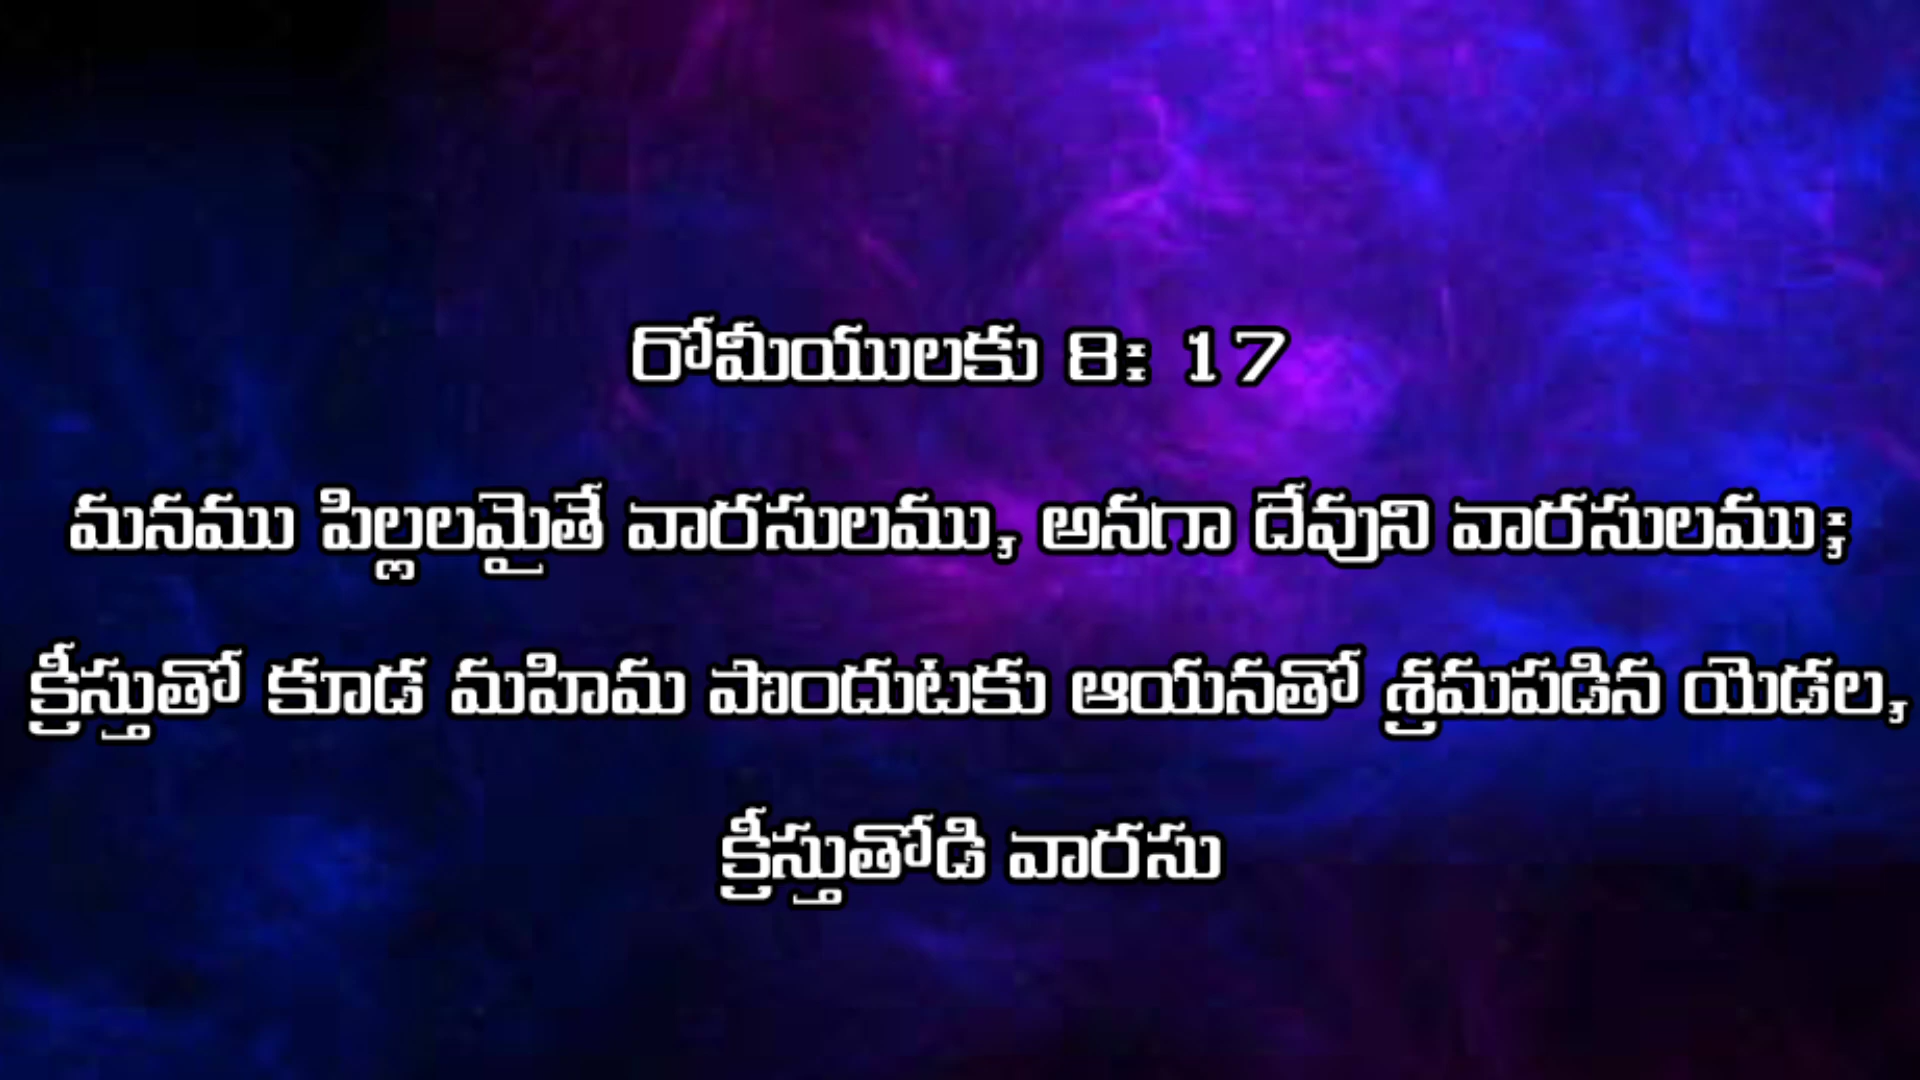 రోమీయులకు 8: 17
మనము పిల్లలమైతే వారసులము, అనగా దేవుని వారసులము;
క్రీస్తుతో కూడ మహిమ పొందుటకు ఆయనతో శ్రమపడిన యెడల,
క్రీస్తుతోడి వారసు